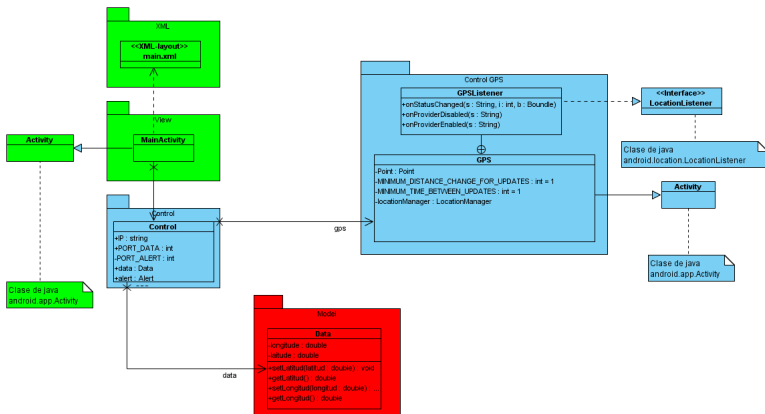 XML
<<XML-layout>>
main.xml
View
MainActivity
Activity
Clase de java
android.app.Activity
Control
Control
+IP : string
+PORT_DATA : int
-PORT_ALERT : int
+data : Data
+alert : Alert
gps
data
Control GPS
GPSListener
+onStatusChanged(s : String, i : int, b : Boundle)
+onProviderDisabled(s : String)
+onProviderEnabled(s : String)
GPS
-Point : Point
-MINIMUM_DISTANCE_CHANGE_FOR_UPDATES : int = 1
-MINIMUM_TIME_BETWEEN_UPDATES : int = 1
-locationManager : LocationManager
<<Interface>>
LocationListener
Clase de java
android.location.LocationListener
Activity
Clase de java
android.app.Activity
Model
Data
-longitude : double
-latitude : double
+setLatitud(latitud : double) : void
+getLatitud() : double
+setLongitud(longitud : double) : ...
+getLongitud() : double